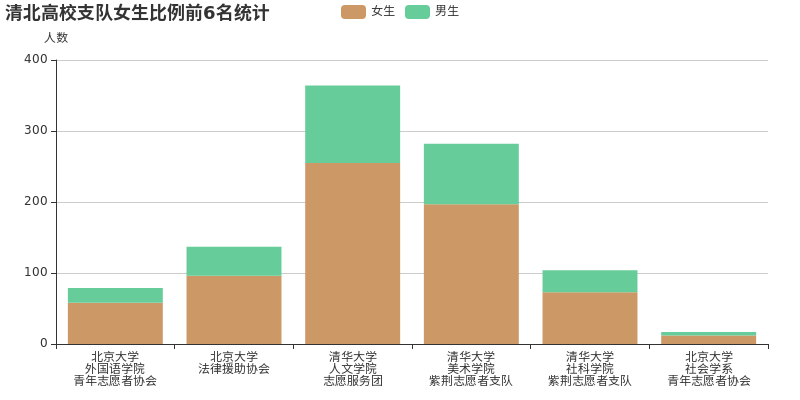 清北高校支队女生比例前6名统计
女生
男生
人数
400
300
200
100
0
北京大学
外国语学院
青年志愿者协会
北京大学
法律援助协会
清华大学
人文学院
志愿服务团
清华大学
美术学院
紫荆志愿者支队
清华大学
社科学院
紫荆志愿者支队
北京大学
社会学系
青年志愿者协会